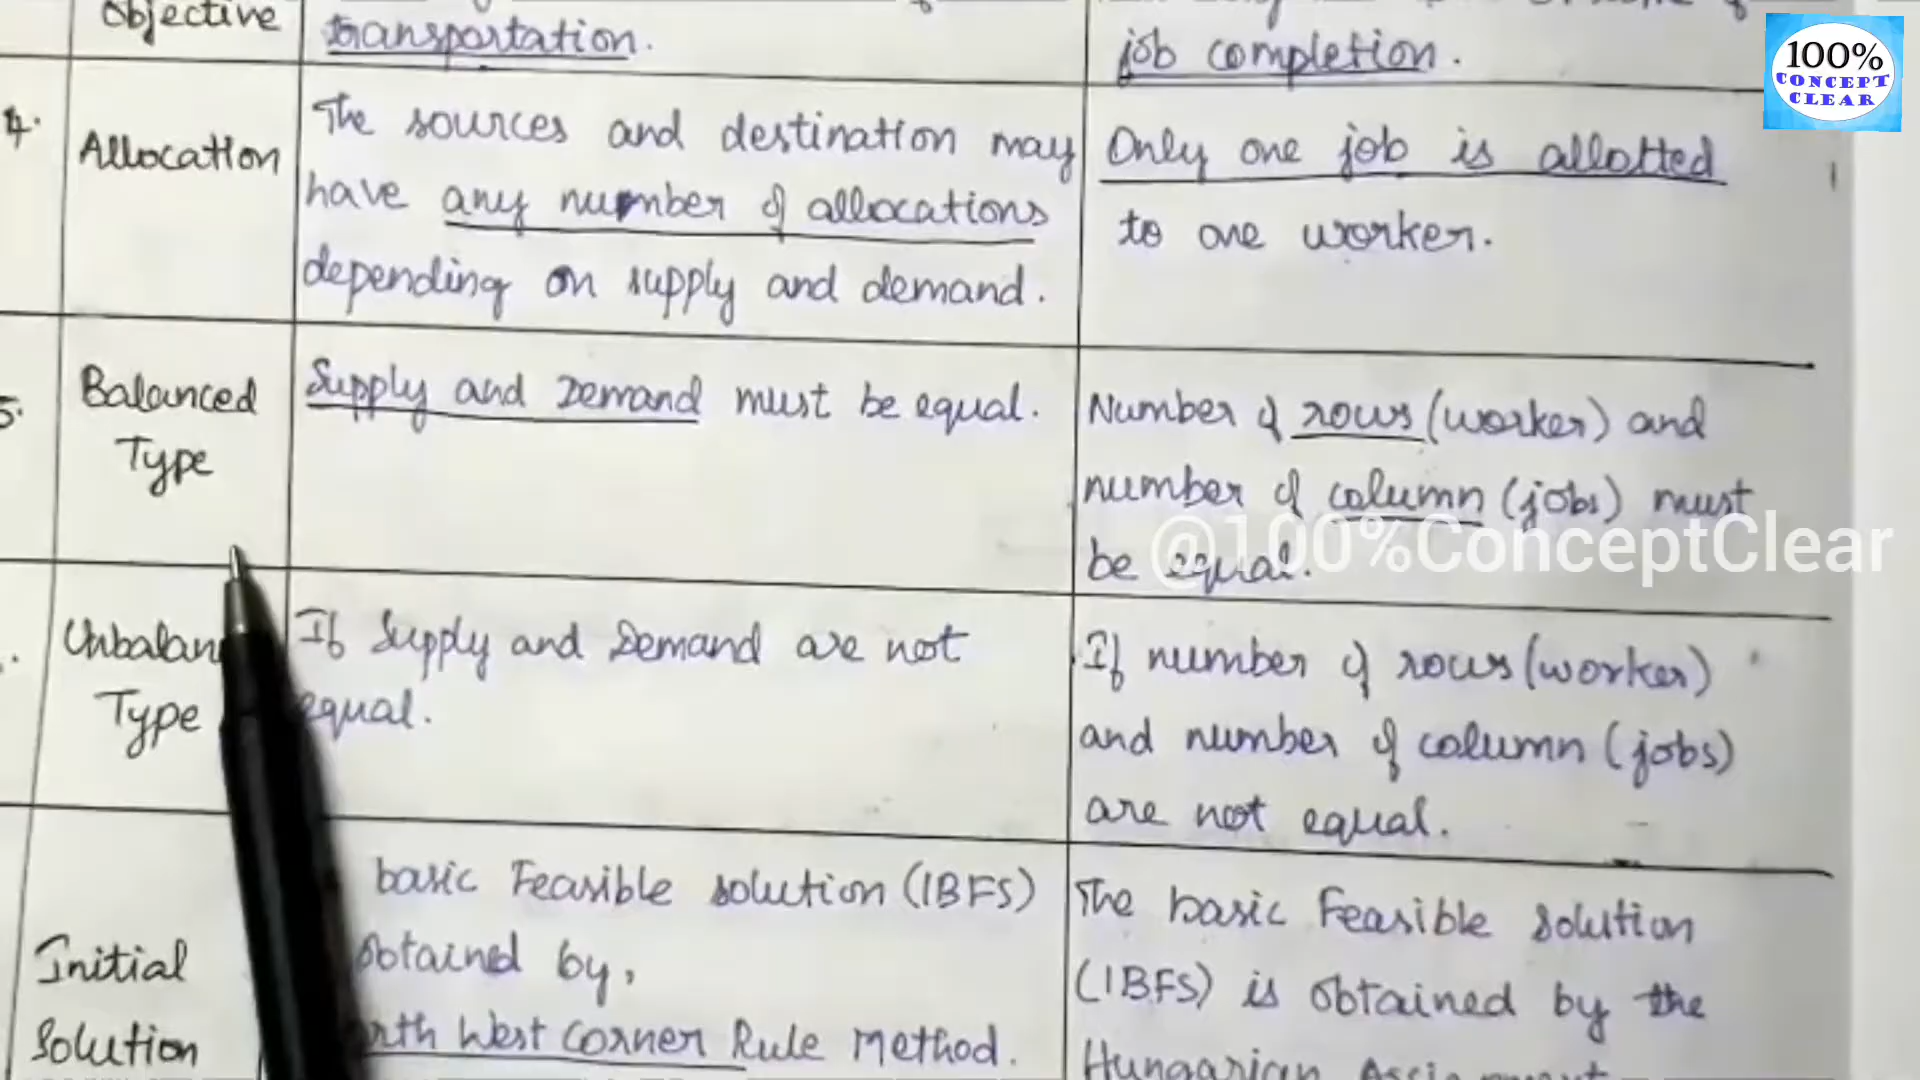 Objective
transportation.
job completion.
100%
CONCEPT
CLEAR
4.
Allocation
The sources and destination may
have any number of allocations
depending on supply and demand.
Only one job is allotted
to one worker.
5.
Balanced
Type
Supply and Demand must be equal.
Number of rows (worker) and
number of column (jobs) must
be equal.
@100%ConceptClear
Type
If Supply and Demand are not
equal.
If number of rows (worker)
and number of column (jobs)
are not equal.
Initial
Solution
basic Feasible solution (IBFS)
obtained by,
West Corner Rule Method.
The basic Feasible Solution
(IBFS) is obtained by the
Hungarian